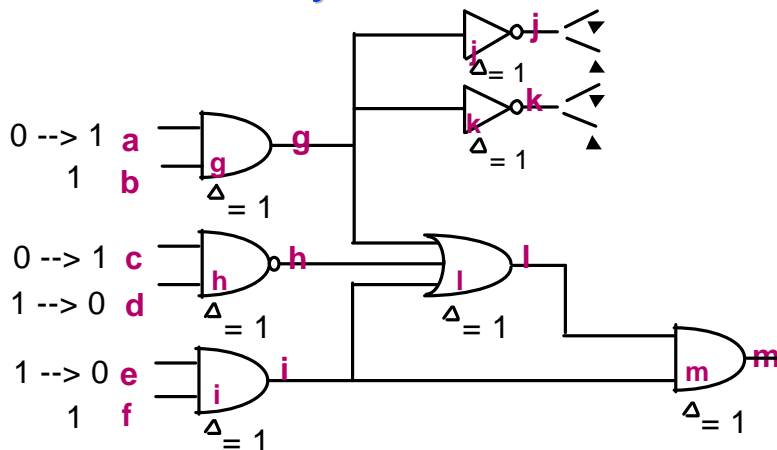 j
j
Δ = 1
k
k
Δ = 1
0 --> 1 a
g
g
1 b
Δ = 1
0 --> 1 c
h
h
l
l
1 --> 0 d
Δ = 1
Δ = 1
1 --> 0 e
i
i
m
m
1 f
Δ = 1
Δ = 1